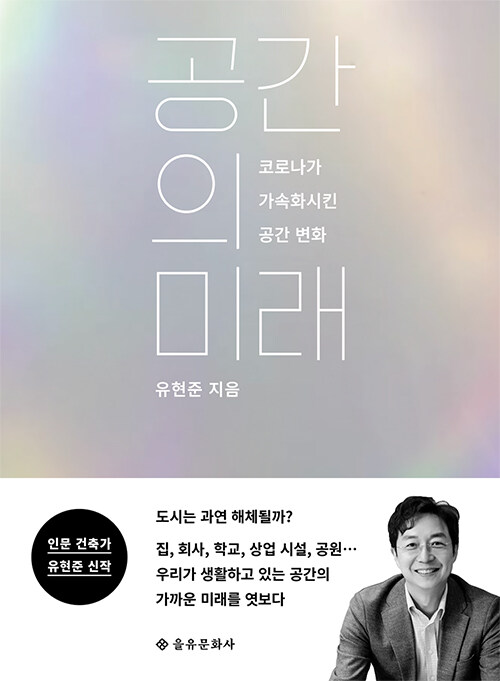 공간
의
미래
코로나가
가속화시킨
공간 변화
유현준 지음
인문 건축가
유현준 신작
도시는 과연 해체될까?
집, 회사, 학교, 상업 시설, 공원…
우리가 생활하고 있는 공간의
가까운 미래를 엿보다
을유문화사